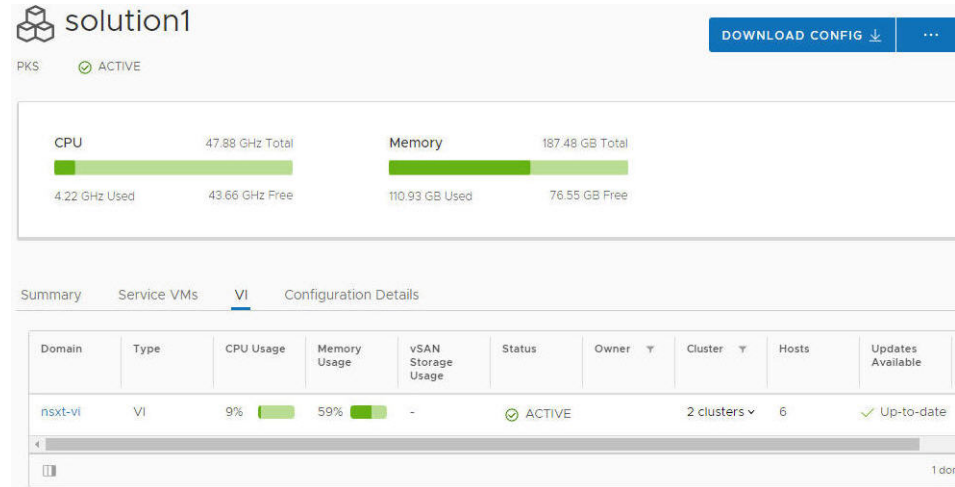 solution1
DOWNLOAD CONFIG
...
PKS ACTIVE
CPU 47.88 GHz Total
4.22 GHz Used 43.66 GHz Free
Memory 187.48 GB Total
110.93 GB Used 76.55 GB Free
Summary Service VMs VI Configuration Details
Domain Type CPU Usage Memory Usage vSAN Storage Usage Status Owner Cluster Hosts Updates Available
nsxt-vi VI 9% 59% - ACTIVE 2 clusters 6 Up-to-date
1